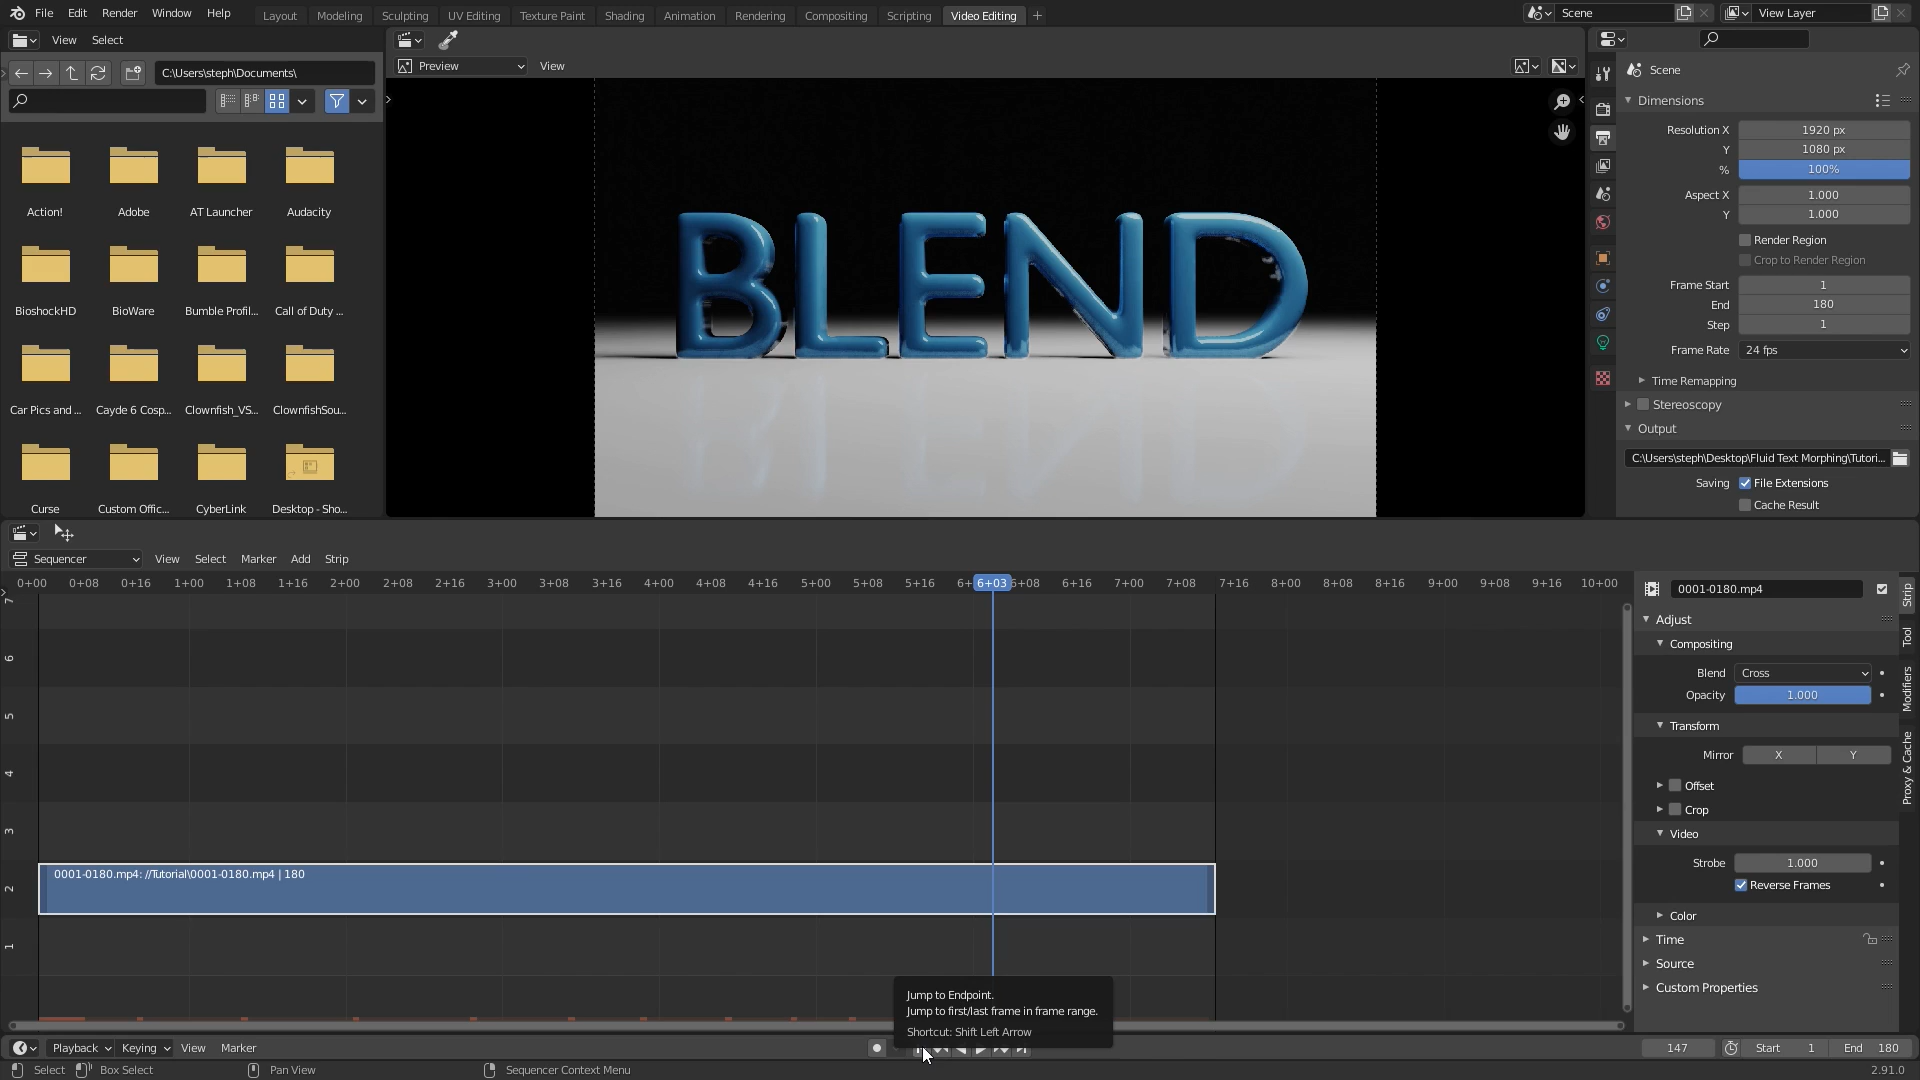 File Edit Render Window Help Layout Modeling Sculpting UV Editing Texture Paint Shading Animation Rendering Compositing Scripting Video Editing Scene View Layer
View Select
Preview View
C:\Users\steph\Documents\
Action! Adobe AT Launcher Audacity
BioshockHD BioWare Bumble Profil... Call of Duty ...
Car Pics and ... Cayde 6 Cosp... Clownfish_VS... ClownfishSou...
Curse Custom Offic... CyberLink Desktop - Sho...
BLEND
Scene
Dimensions
Resolution X 1920 px
Y 1080 px
% 100%
Aspect X 1.000
Y 1.000
Render Region
Crop to Render Region
Frame Start 1
End 180
Step 1
Frame Rate 24 fps
Time Remapping
Stereoscopy
Output
C:\Users\steph\Desktop\Fluid Text Morphing\Tutori...
Saving File Extensions
Cache Result
Sequencer View Select Marker Add Strip
0+00 0+08 0+16 1+00 1+08 1+16 2+00 2+08 2+16 3+00 3+08 3+16 4+00 4+08 4+16 5+00 5+08 5+16 6+03 6+16 7+00 7+08 7+16 8+00 8+08 8+16 9+00 9+08 9+16 10+00
7
6
5
4
3
2
1
0001-0180.mp4: //Tutorial\0001-0180.mp4 | 180
0001-0180.mp4
Adjust
Compositing
Blend Cross
Opacity 1.000
Transform
Mirror X Y
Offset
Crop
Video
Strobe 1.000
Reverse Frames
Color
Time
Source
Custom Properties
Strip
Tool
Modifiers
Proxy & Cache
Jump to Endpoint.
Jump to first/last frame in frame range.
Shortcut: Shift Left Arrow
Playback Keying View Marker 147 Start 1 End 180
Select Box Select Pan View Sequencer Context Menu 2.91.0